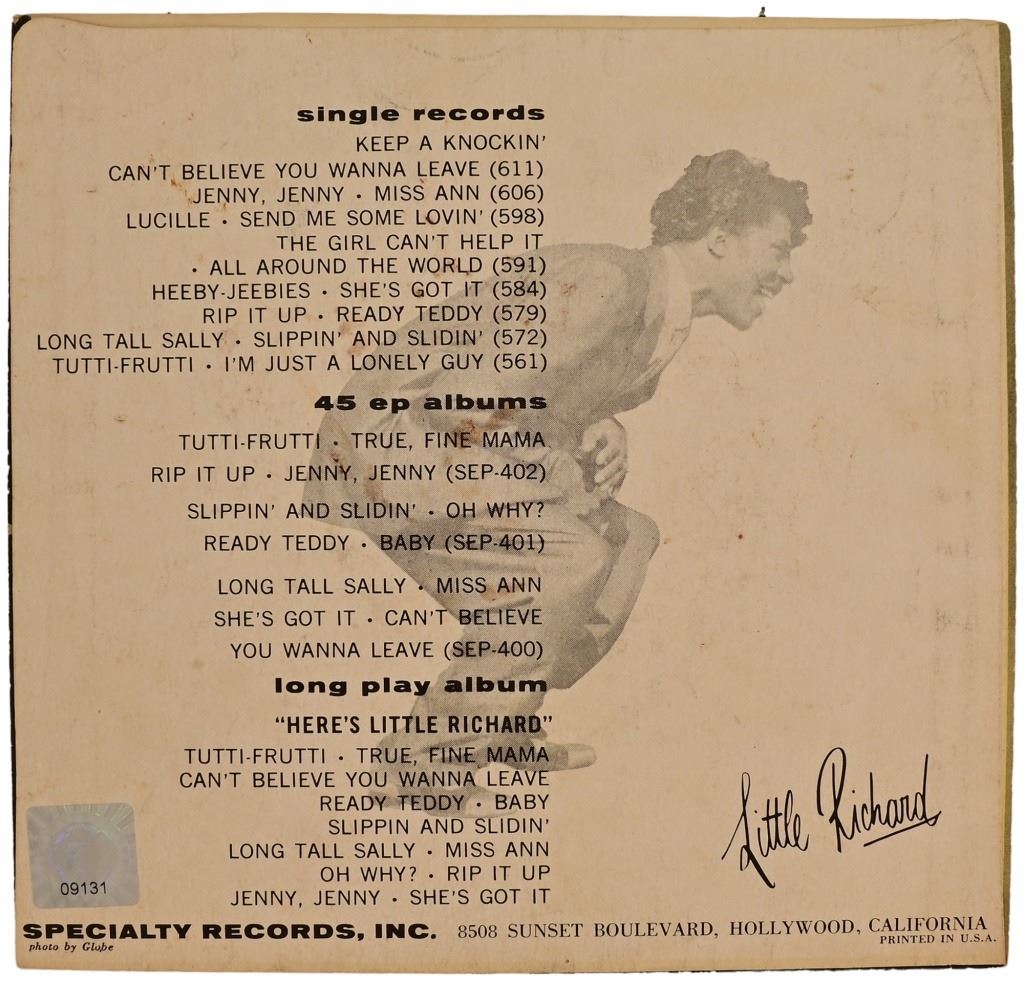 single records
KEEP A KNOCKIN'
CAN'T BELIEVE YOU WANNA LEAVE (611)
JENNY, JENNY • MISS ANN (606)
LUCILLE • SEND ME SOME LOVIN' (598)
THE GIRL CAN'T HELP IT
• ALL AROUND THE WORLD (591)
HEEBY-JEEBIES • SHE'S GOT IT (584)
RIP IT UP • READY TEDDY (579)
LONG TALL SALLY • SLIPPIN' AND SLIDIN' (572)
TUTTI-FRUTTI • I'M JUST A LONELY GUY (561)
45 ep albums
TUTTI-FRUTTI • TRUE, FINE MAMA
RIP IT UP • JENNY, JENNY (SEP-402)
SLIPPIN' AND SLIDIN' • OH WHY?
READY TEDDY • BABY (SEP-401)
LONG TALL SALLY • MISS ANN
SHE'S GOT IT • CAN'T BELIEVE
YOU WANNA LEAVE (SEP-400)
long play album
"HERE'S LITTLE RICHARD"
TUTTI-FRUTTI • TRUE, FINE MAMA
CAN'T BELIEVE YOU WANNA LEAVE
READY TEDDY • BABY
SLIPPIN AND SLIDIN'
LONG TALL SALLY • MISS ANN
OH WHY? • RIP IT UP
JENNY, JENNY • SHE'S GOT IT
Little Richard
09131
SPECIALTY RECORDS, INC. 8508 SUNSET BOULEVARD, HOLLYWOOD, CALIFORNIA
photo by Globe
PRINTED IN U.S.A.